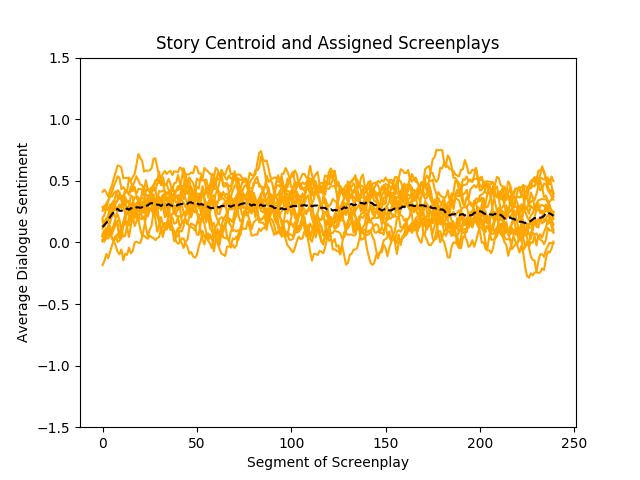 Story Centroid and Assigned Screenplays
1.5
1.0
0.5
0.0
−0.5
−1.0
−1.5
Average Dialogue Sentiment
0 50 100 150 200 250
Segment of Screenplay